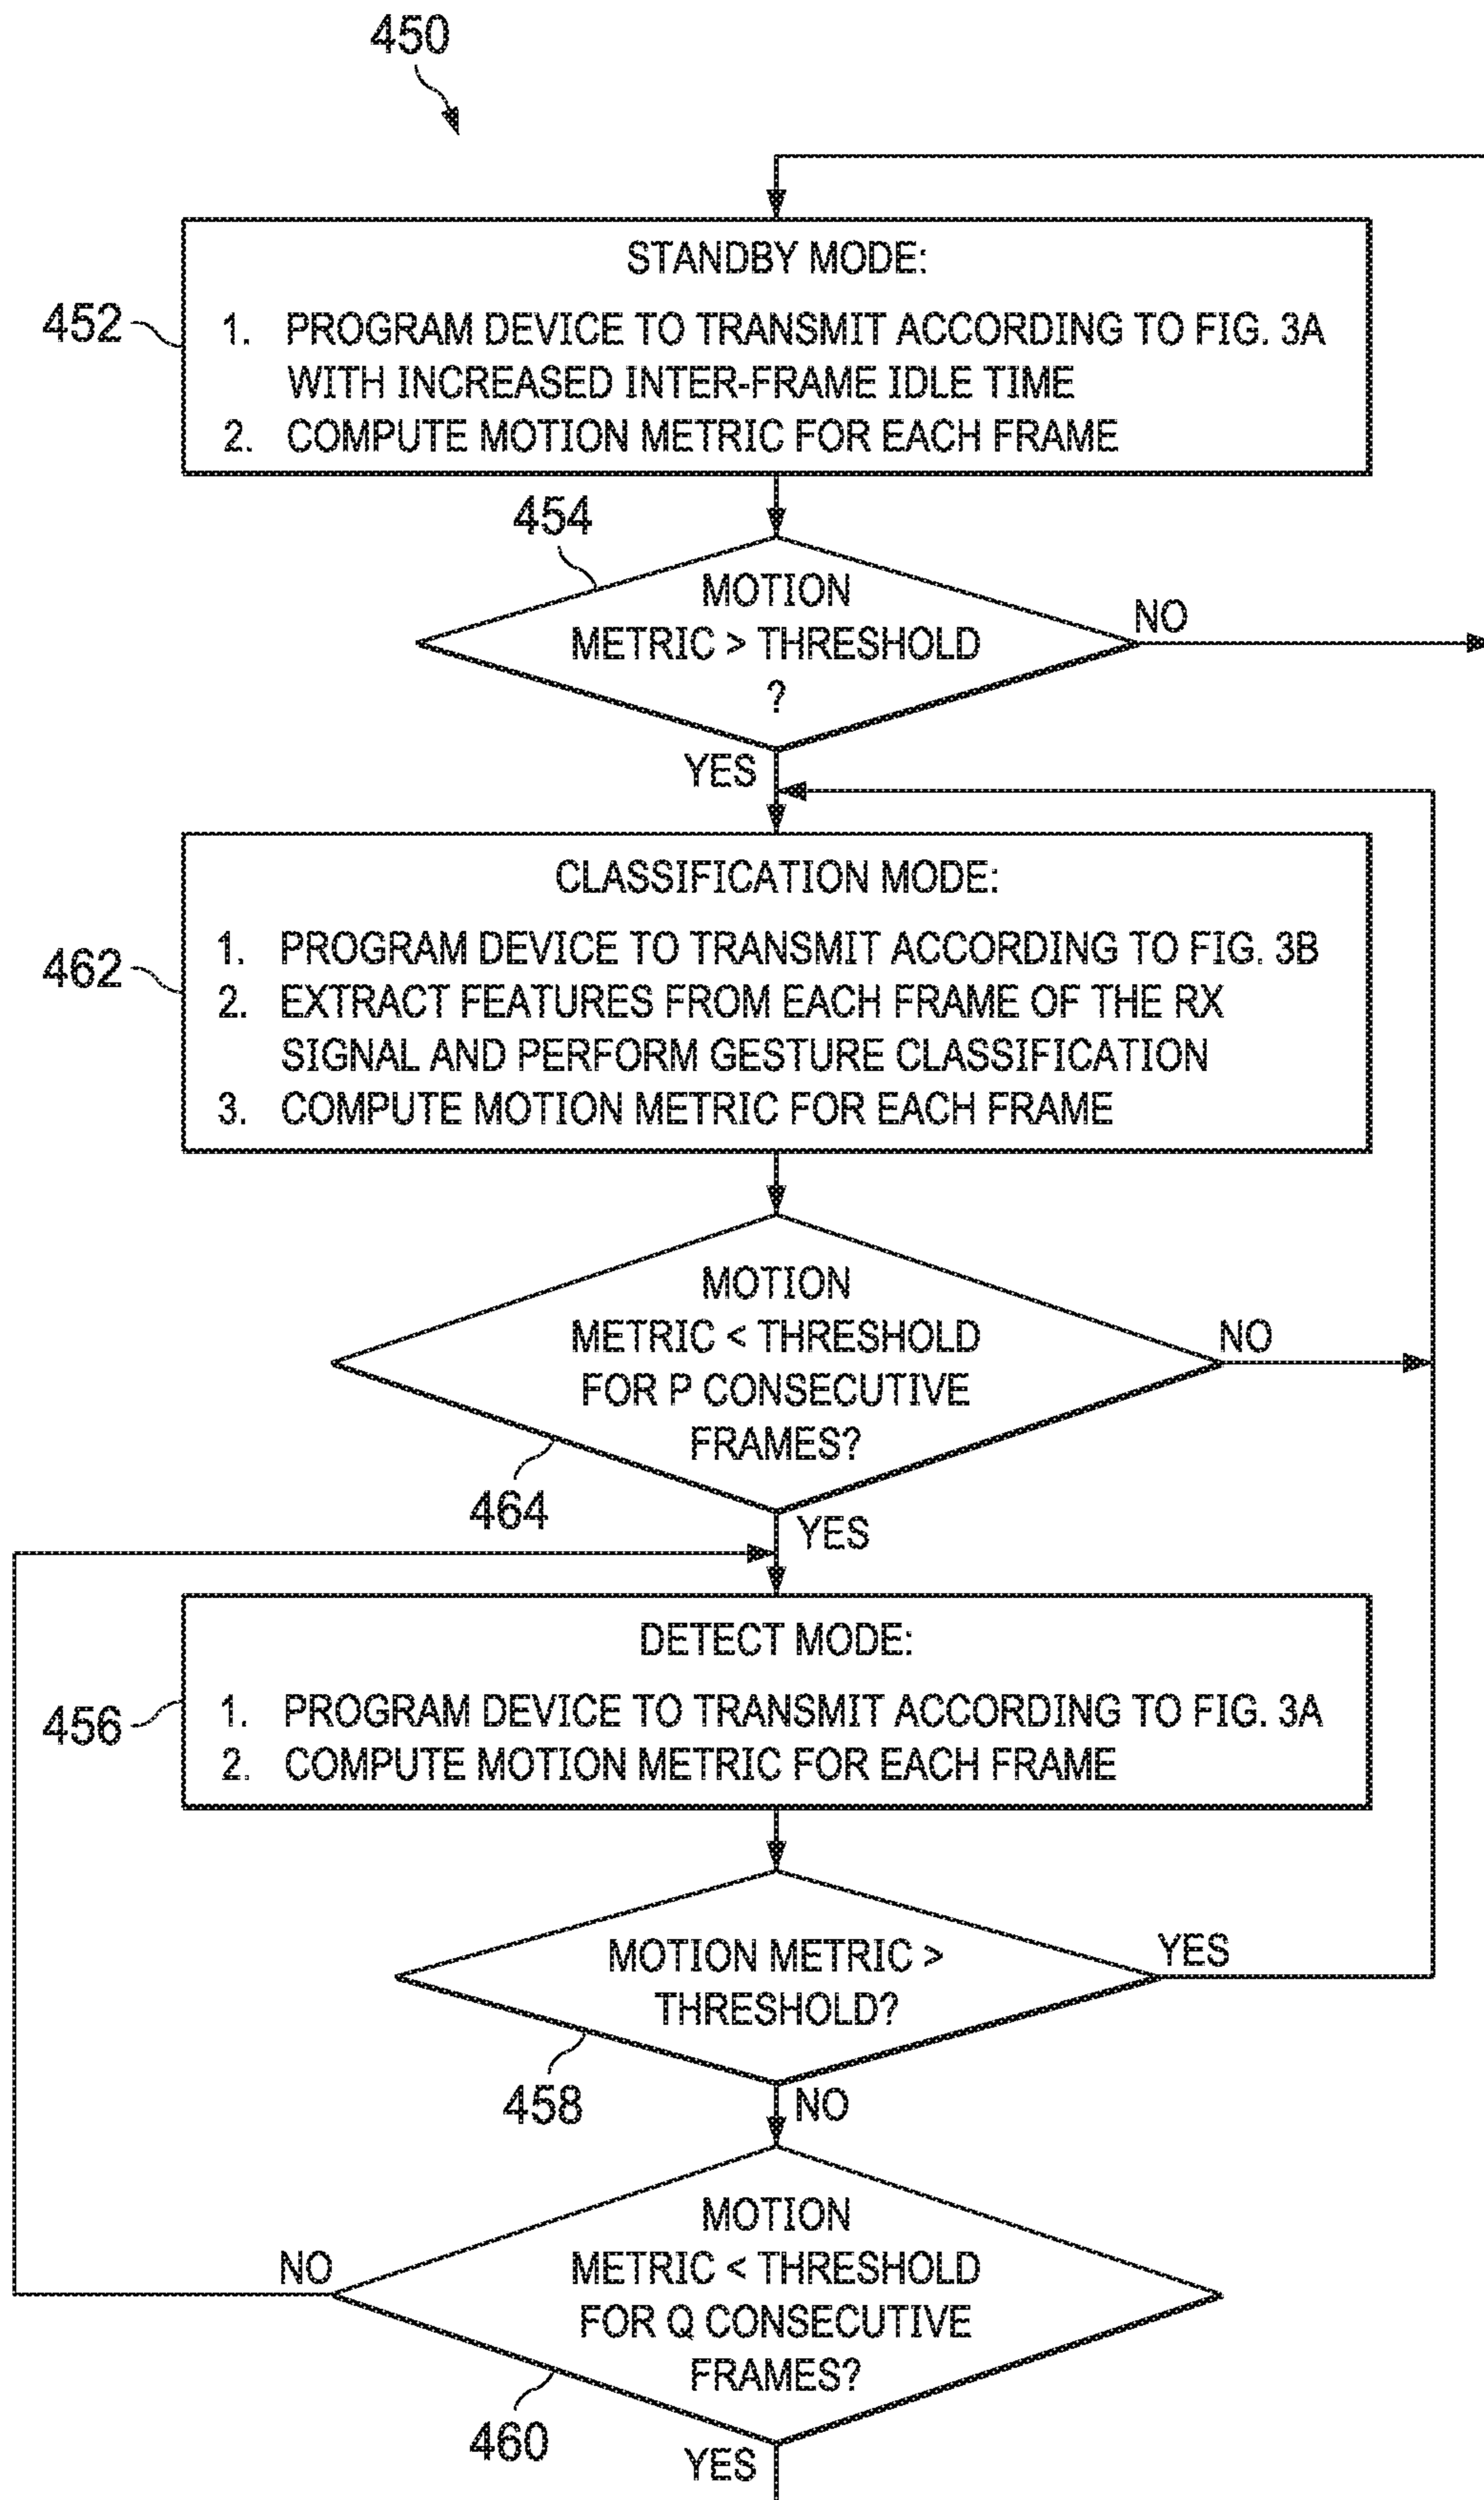 450
STANDBY MODE:
452
1. PROGRAM DEVICE TO TRANSMIT ACCORDING TO FIG. 3A
WITH INCREASED INTER-FRAME IDLE TIME
2. COMPUTE MOTION METRIC FOR EACH FRAME
454
MOTION
METRIC > THRESHOLD
?
NO
YES
CLASSIFICATION MODE:
462
1. PROGRAM DEVICE TO TRANSMIT ACCORDING TO FIG. 3B
2. EXTRACT FEATURES FROM EACH FRAME OF THE RX
SIGNAL AND PERFORM GESTURE CLASSIFICATION
3. COMPUTE MOTION METRIC FOR EACH FRAME
MOTION
METRIC < THRESHOLD
FOR P CONSECUTIVE
FRAMES?
NO
464
YES
DETECT MODE:
456
1. PROGRAM DEVICE TO TRANSMIT ACCORDING TO FIG. 3A
2. COMPUTE MOTION METRIC FOR EACH FRAME
MOTION METRIC >
THRESHOLD?
YES
458
NO
MOTION
METRIC < THRESHOLD
FOR Q CONSECUTIVE
FRAMES?
NO
460
YES